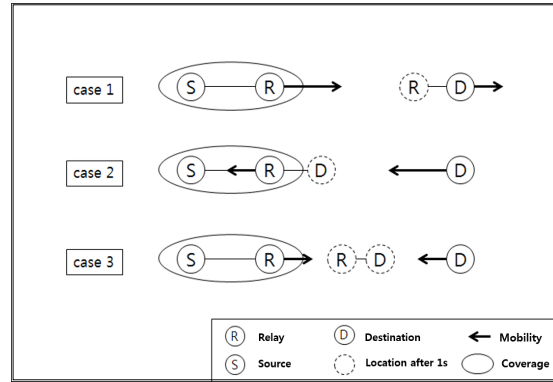 case 1 S R R D
case 2 S R D D
case 3 S R R D D
R Relay D Destination Mobility
S Source Location after 1s Coverage